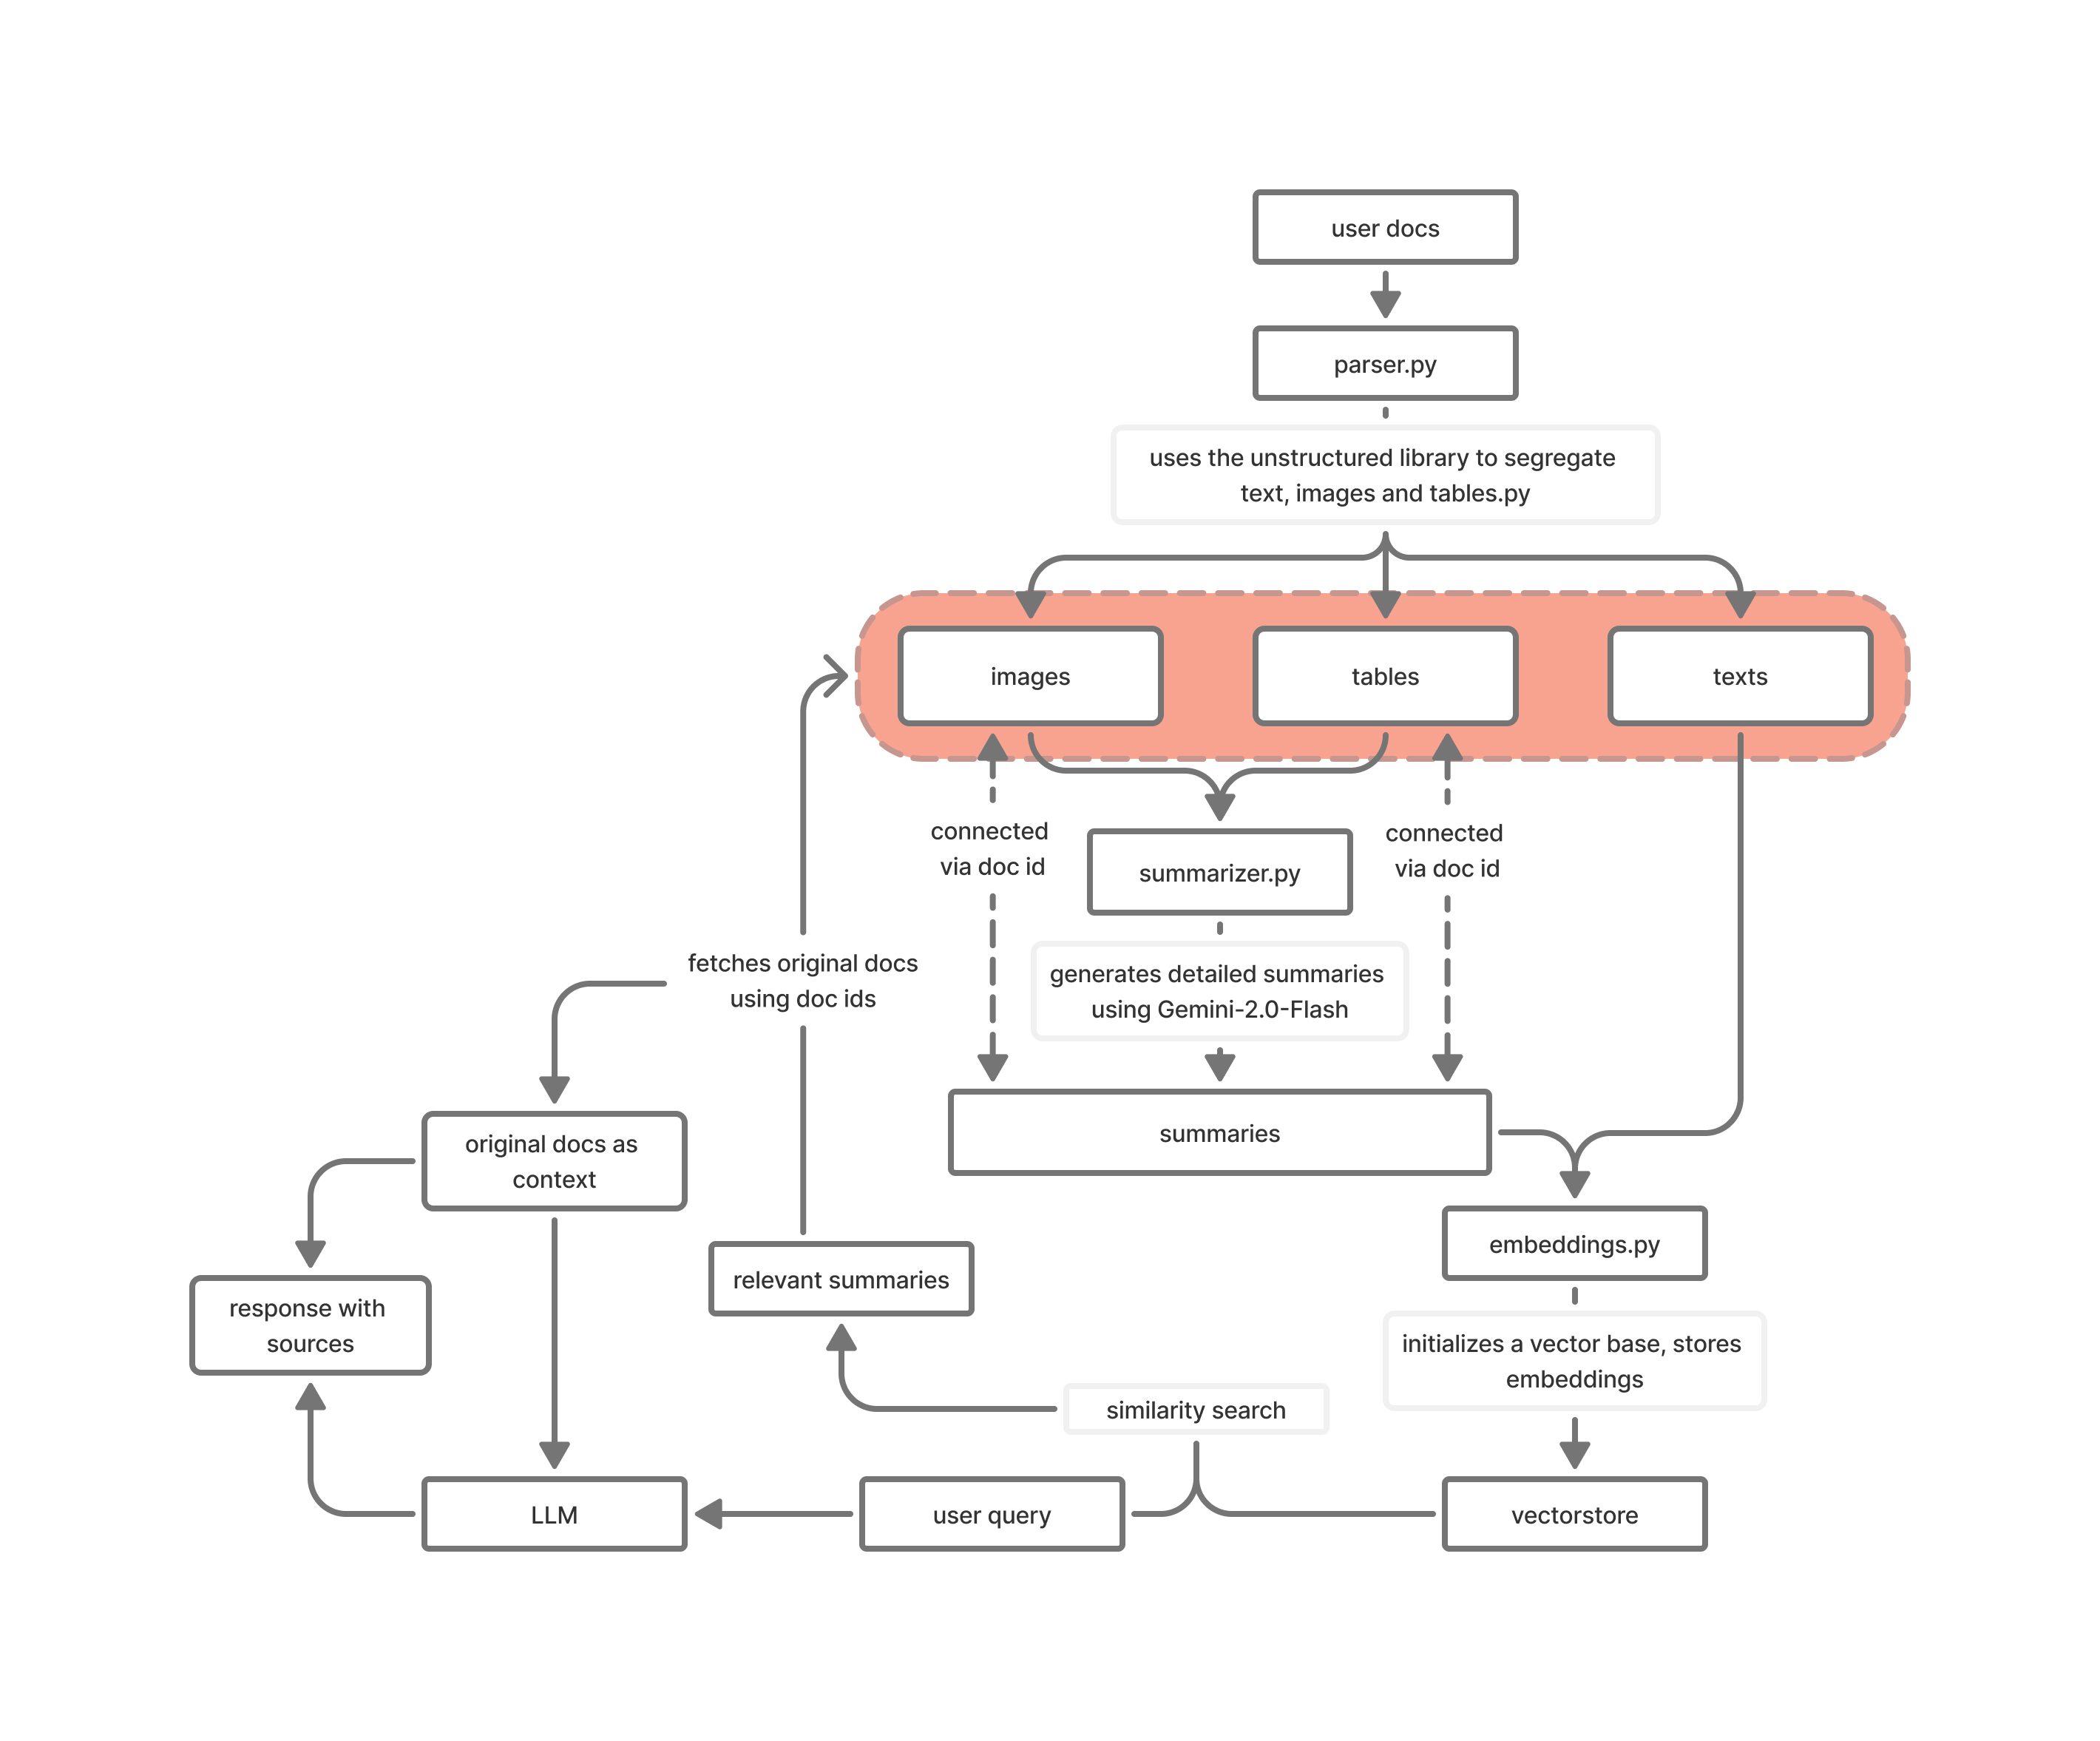 user docs
parser.py
uses the unstructured library to segregate
text, images and tables.py
images
tables
texts
connected
via doc id
summarizer.py
connected
via doc id
generates detailed summaries
using Gemini-2.0-Flash
fetches original docs
using doc ids
summaries
original docs as
context
embeddings.py
relevant summaries
response with
sources
initializes a vector base, stores
embeddings
similarity search
LLM
user query
vectorstore